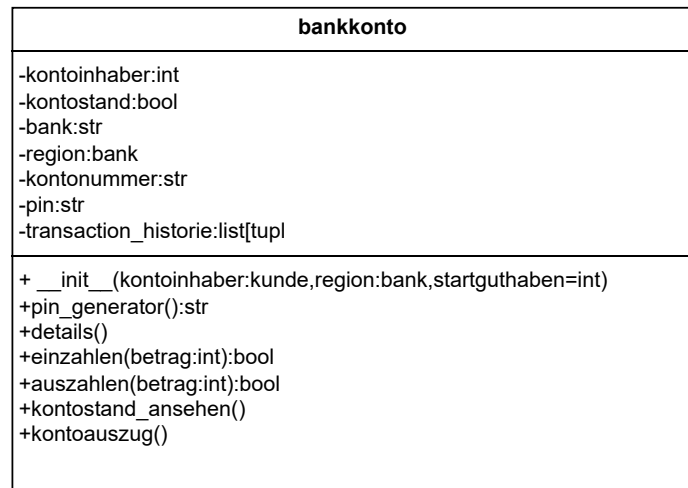 bankkonto
-kontoinhaber:int
-kontostand:bool
-bank:str
-region:bank
-kontonummer:str
-pin:str
-transaction_historie:list[tupl
+ __init__(kontoinhaber:kunde,region:bank,startguthaben=int)
+pin_generator():str
+details()
+einzahlen(betrag:int):bool
+auszahlen(betrag:int):bool
+kontostand_ansehen()
+kontoauszug()